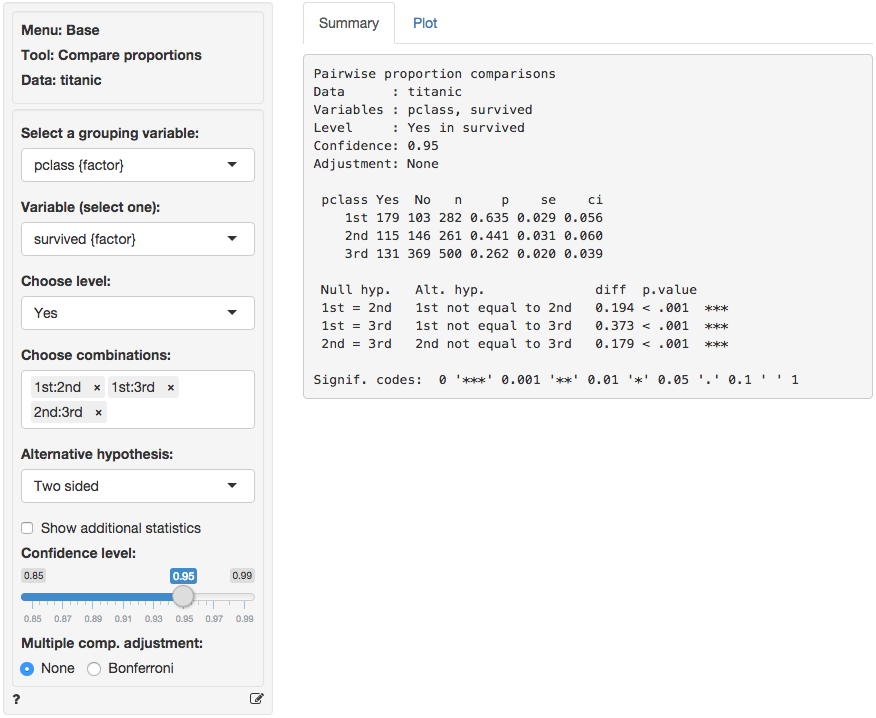 Menu: Base
Tool: Compare proportions
Data: titanic
Select a grouping variable:
pclass {factor}
Variable (select one):
survived {factor}
Choose level:
Yes
Choose combinations:
1st:2nd × 1st:3rd ×
2nd:3rd ×
Alternative hypothesis:
Two sided
Show additional statistics
Confidence level:
0.85 0.95 0.99
0.85 0.87 0.89 0.91 0.93 0.95 0.97 0.99
Multiple comp. adjustment:
None Bonferroni
?
Summary Plot
Pairwise proportion comparisons
Data      : titanic
Variables : pclass, survived
Level     : Yes in survived
Confidence: 0.95
Adjustment: None
pclass Yes  No   n     p    se    ci
1st 179 103 282 0.635 0.029 0.056
2nd 115 146 261 0.441 0.031 0.060
3rd 131 369 500 0.262 0.020 0.039
Null hyp.   Alt. hyp.              diff  p.value
1st = 2nd   1st not equal to 2nd   0.194 < .001  ***
1st = 3rd   1st not equal to 3rd   0.373 < .001  ***
2nd = 3rd   2nd not equal to 3rd   0.179 < .001  ***
Signif. codes:  0 '***' 0.001 '**' 0.01 '*' 0.05 '.' 0.1 ' ' 1